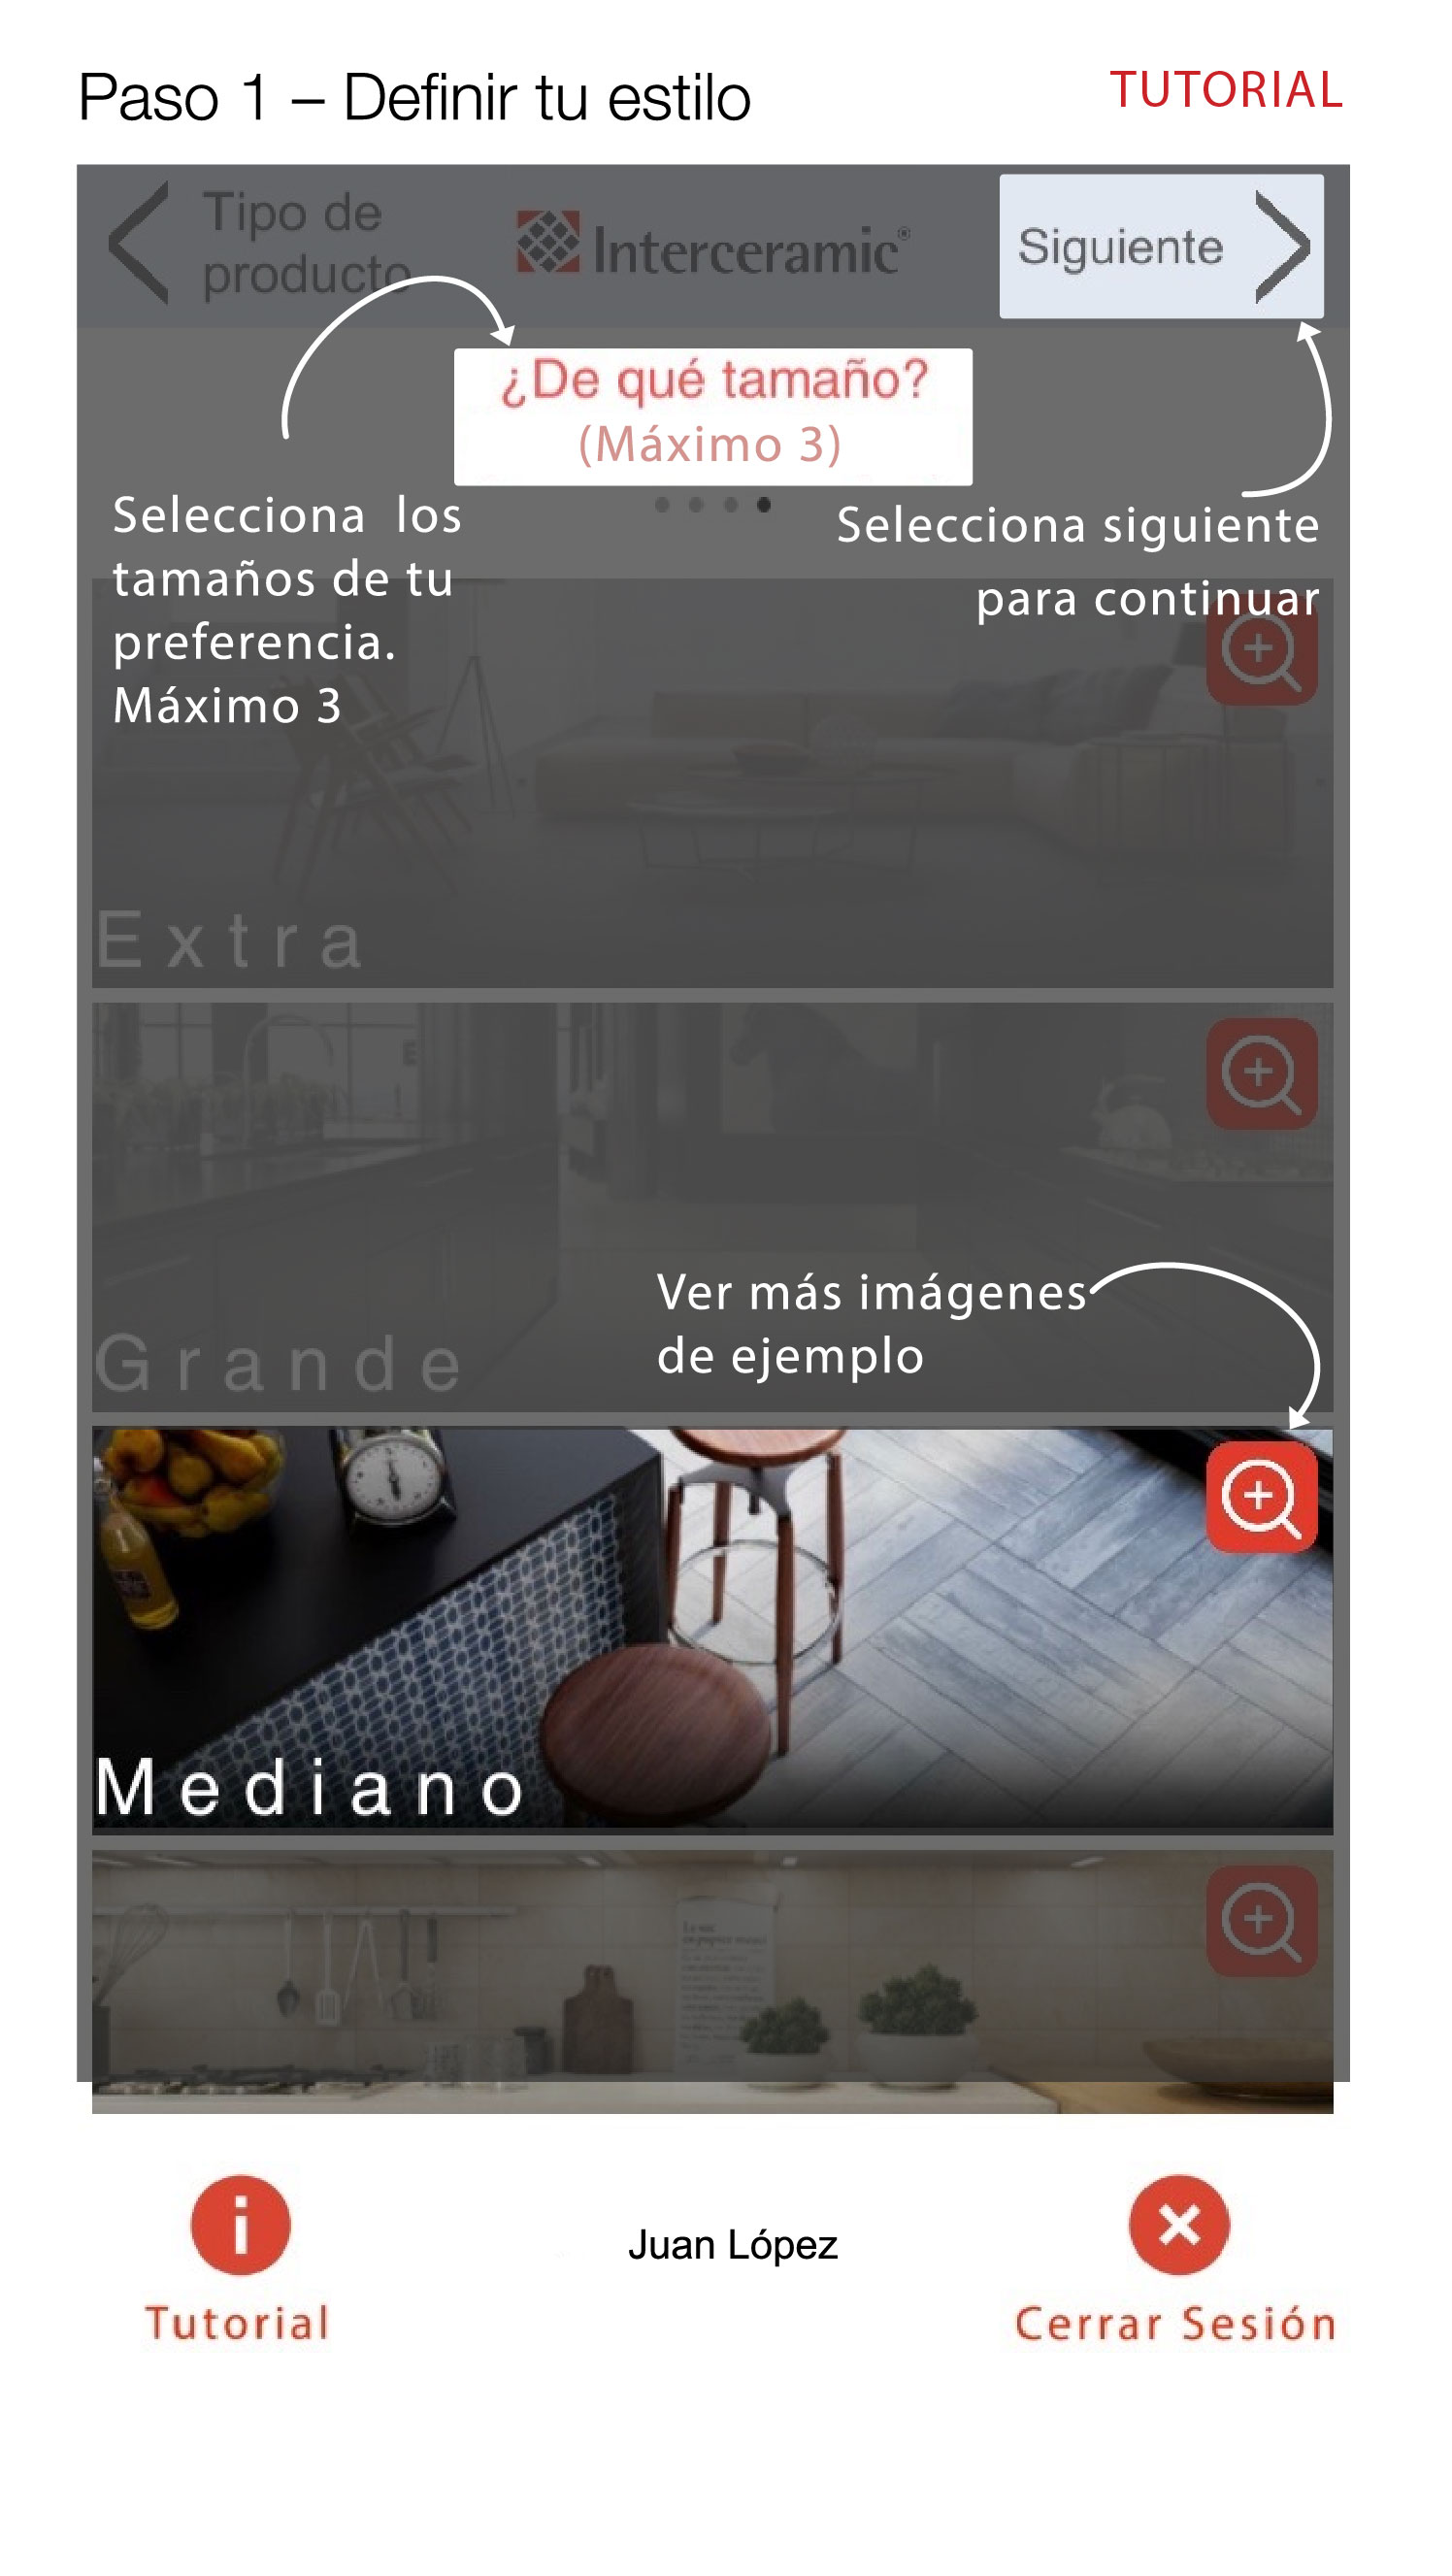 Paso 1 – Definir tu estilo
TUTORIAL
Tipo de
producto
Interceramic®
Siguiente
¿De qué tamaño?
(Máximo 3)
Selecciona los
tamaños de tu
preferencia.
Máximo 3
Selecciona siguiente
para continuar
Extra
Grande
Ver más imágenes
de ejemplo
Mediano
Juan López
Tutorial
Cerrar Sesión